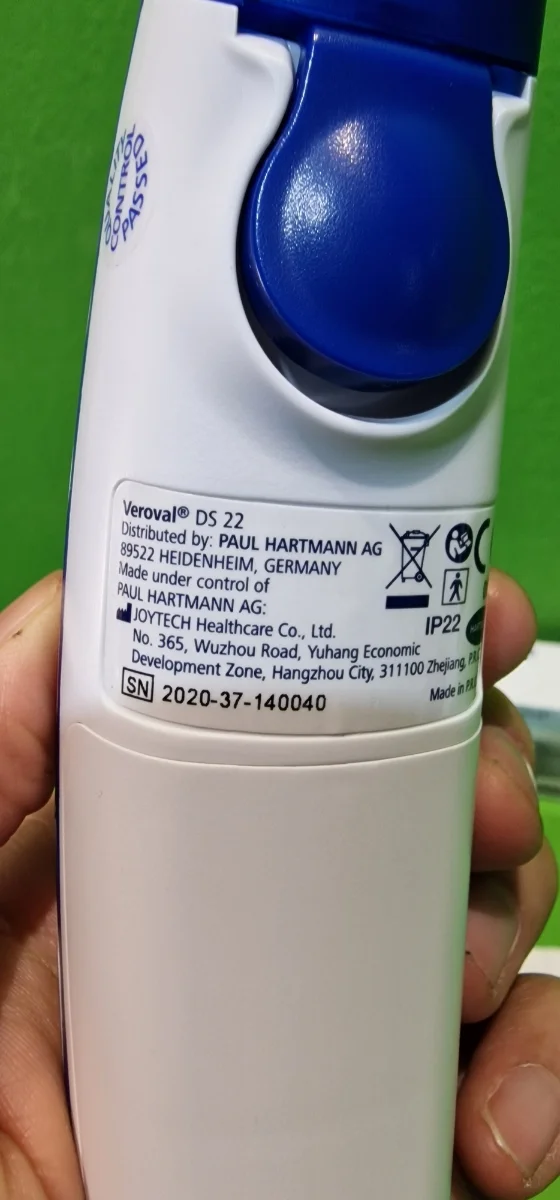 CONTROL
PASSED
Veroval® DS 22
Distributed by: PAUL HARTMANN AG
89522 HEIDENHEIM, GERMANY
Made under control of
PAUL HARTMANN AG:
JOYTECH Healthcare Co., Ltd.
No. 365, Wuzhou Road, Yuhang Economic
Development Zone, Hangzhou City, 311100 Zhejiang,
IP22
SN 2020-37-140040
Made in